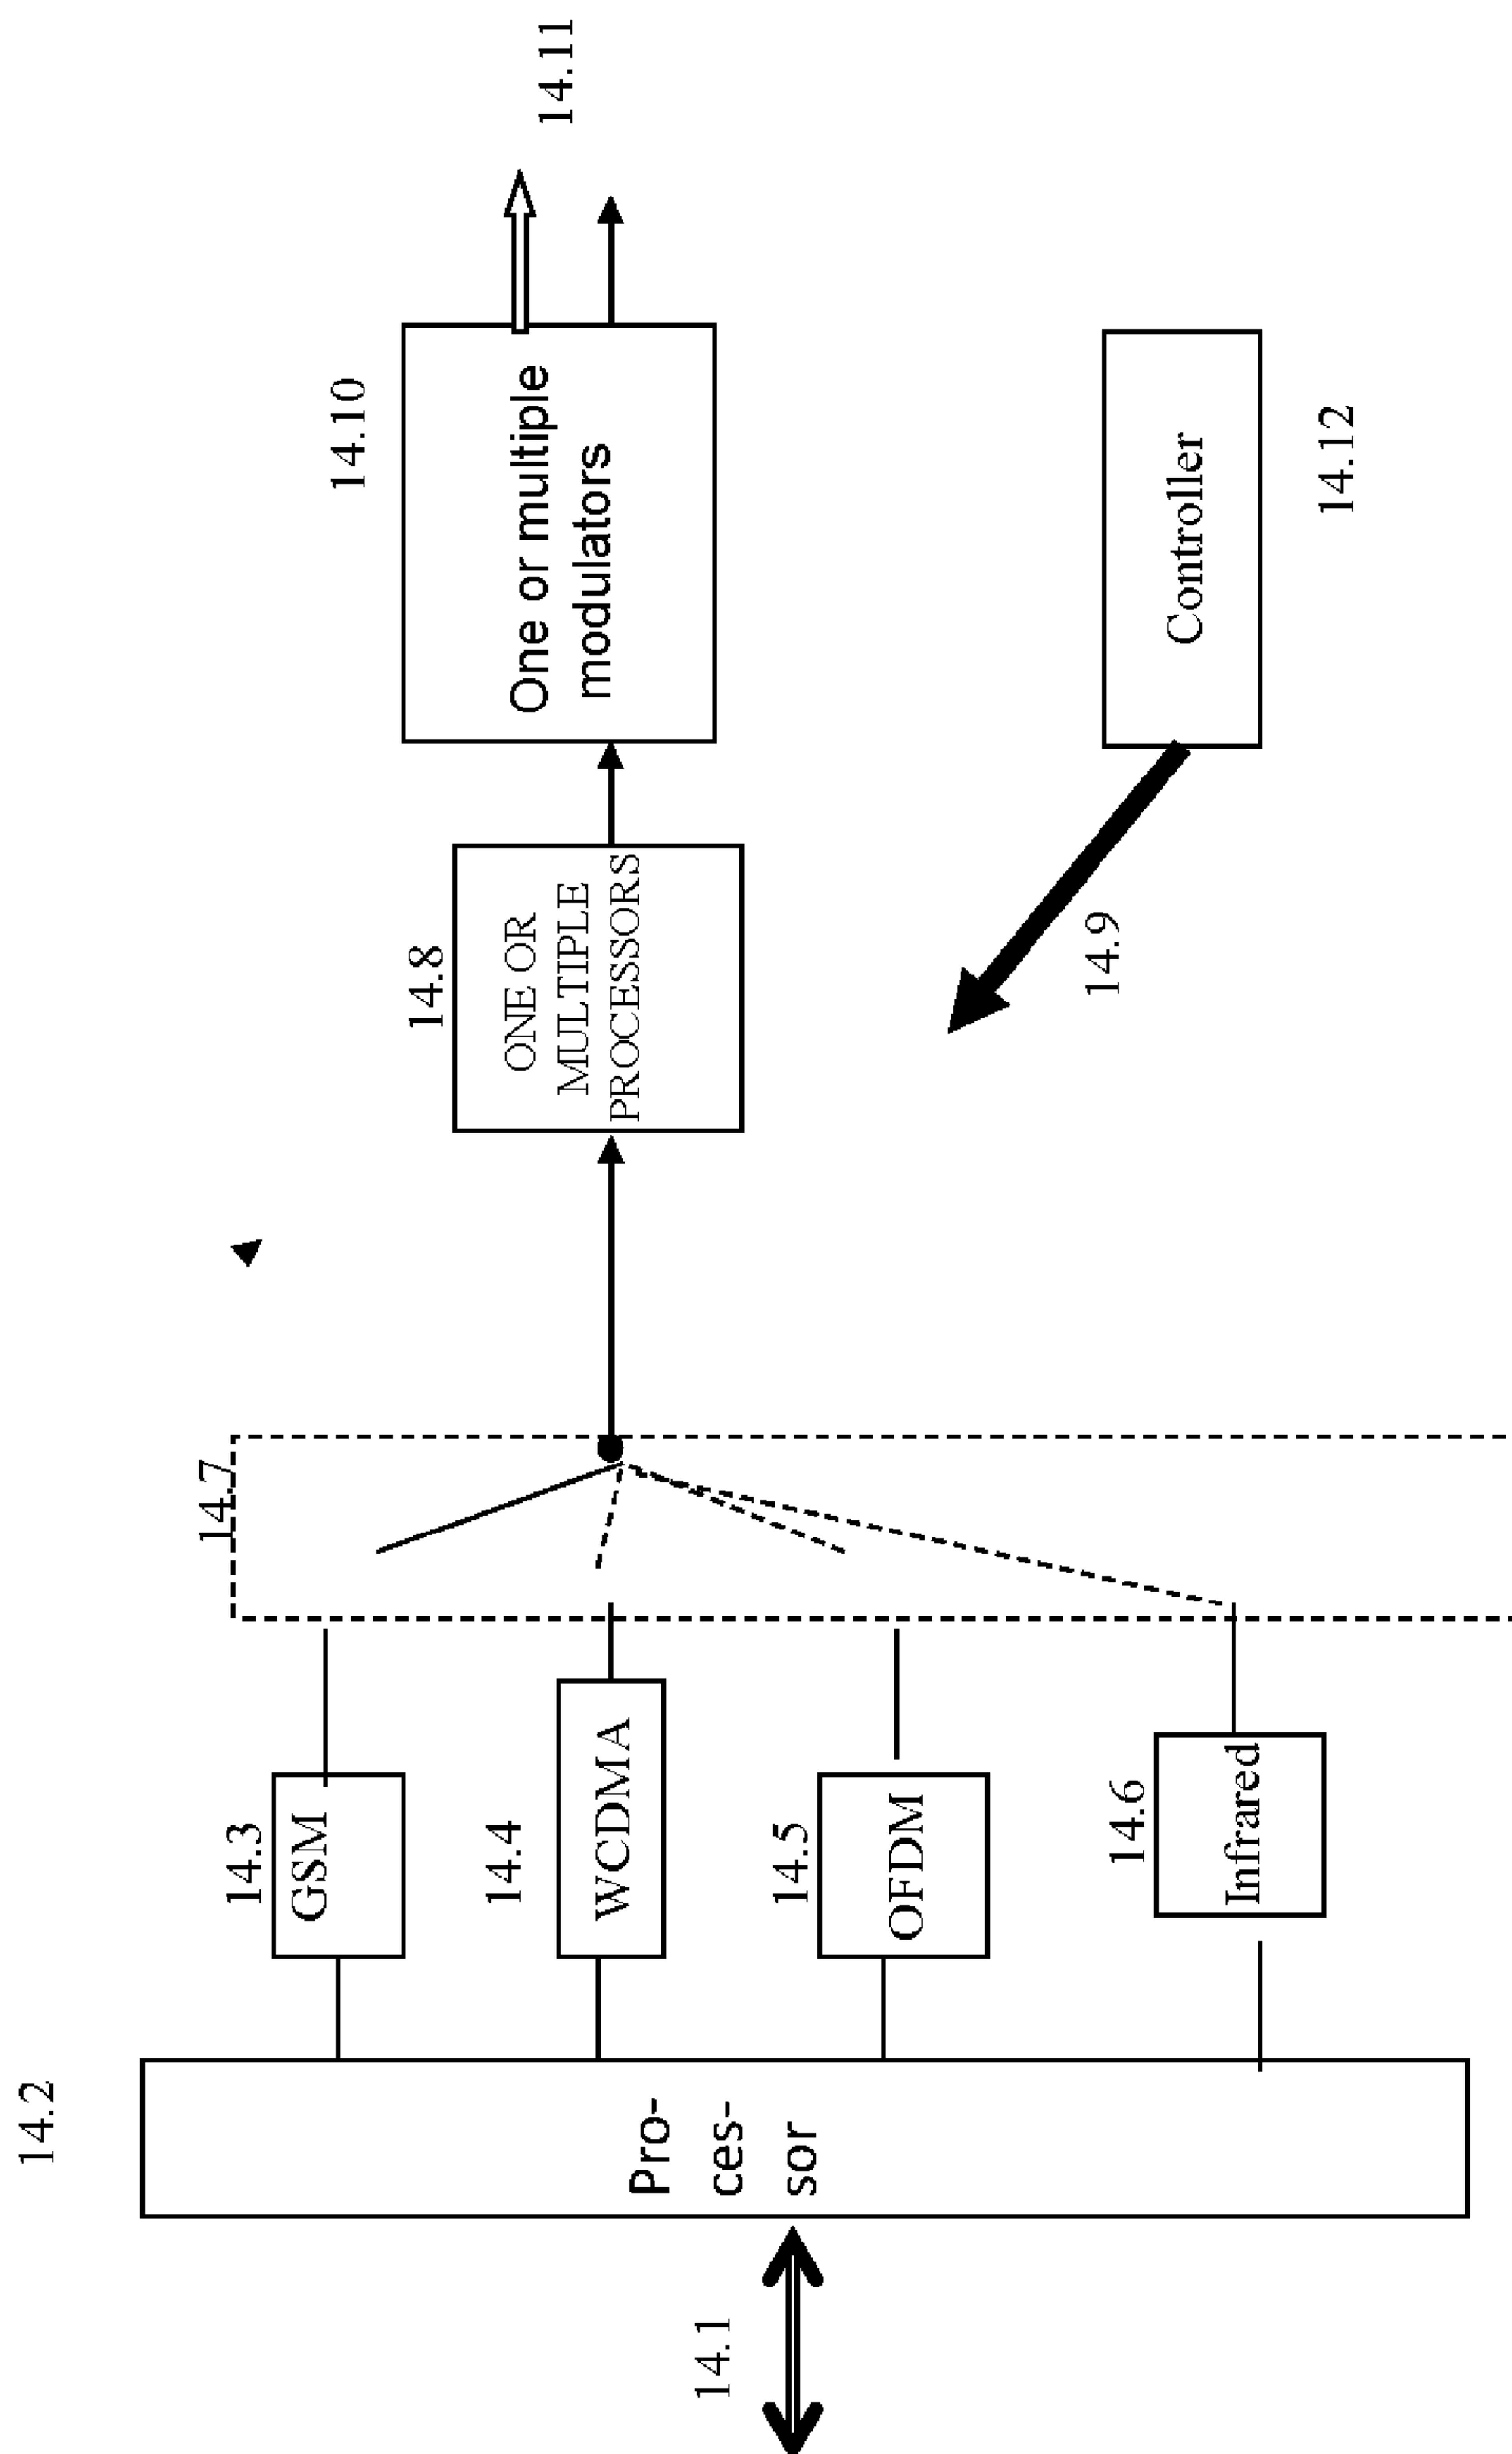 14.1
14.2
Pro-
ces-
sor
14.3
GSM
14.4
WCDMA
14.5
OFDM
14.6
Infrared
14.7
14.8
ONE OR
MULTIPLE
PROCESSORS
14.9
14.10
One or multiple
modulators
14.11
Controller
14.12